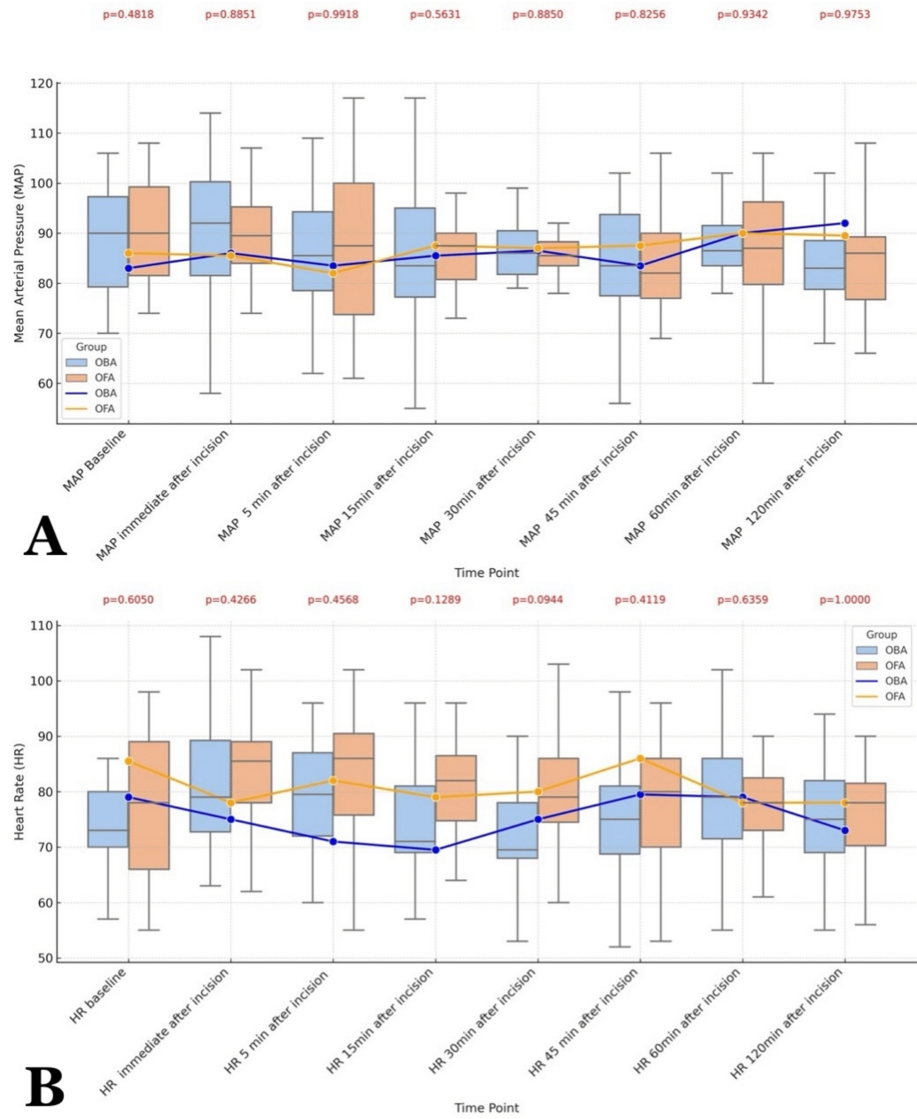 A
p=0.4818 p=0.8851 p=0.9918 p=0.5631 p=0.8850 p=0.8256 p=0.9342 p=0.9753
Mean Arterial Pressure (MAP)
120
110
100
90
80
70
60
Group
OBA
OFA
OBA
OFA
MAP Baseline
MAP immediate after incision
MAP 5 min after incision
MAP 15min after incision
MAP 30min after incision
MAP 45 min after incision
MAP 60min after incision
MAP 120min after incision
Time Point
B
p=0.6050 p=0.4266 p=0.4568 p=0.1289 p=0.0944 p=0.4119 p=0.6359 p=1.0000
Heart Rate (HR)
110
100
90
80
70
60
50
Group
OBA
OFA
OBA
OFA
HR baseline
HR immediate after incision
HR 5 min after incision
HR 15min after incision
HR 30min after incision
HR 45 min after incision
HR 60min after incision
HR 120min after incision
Time Point